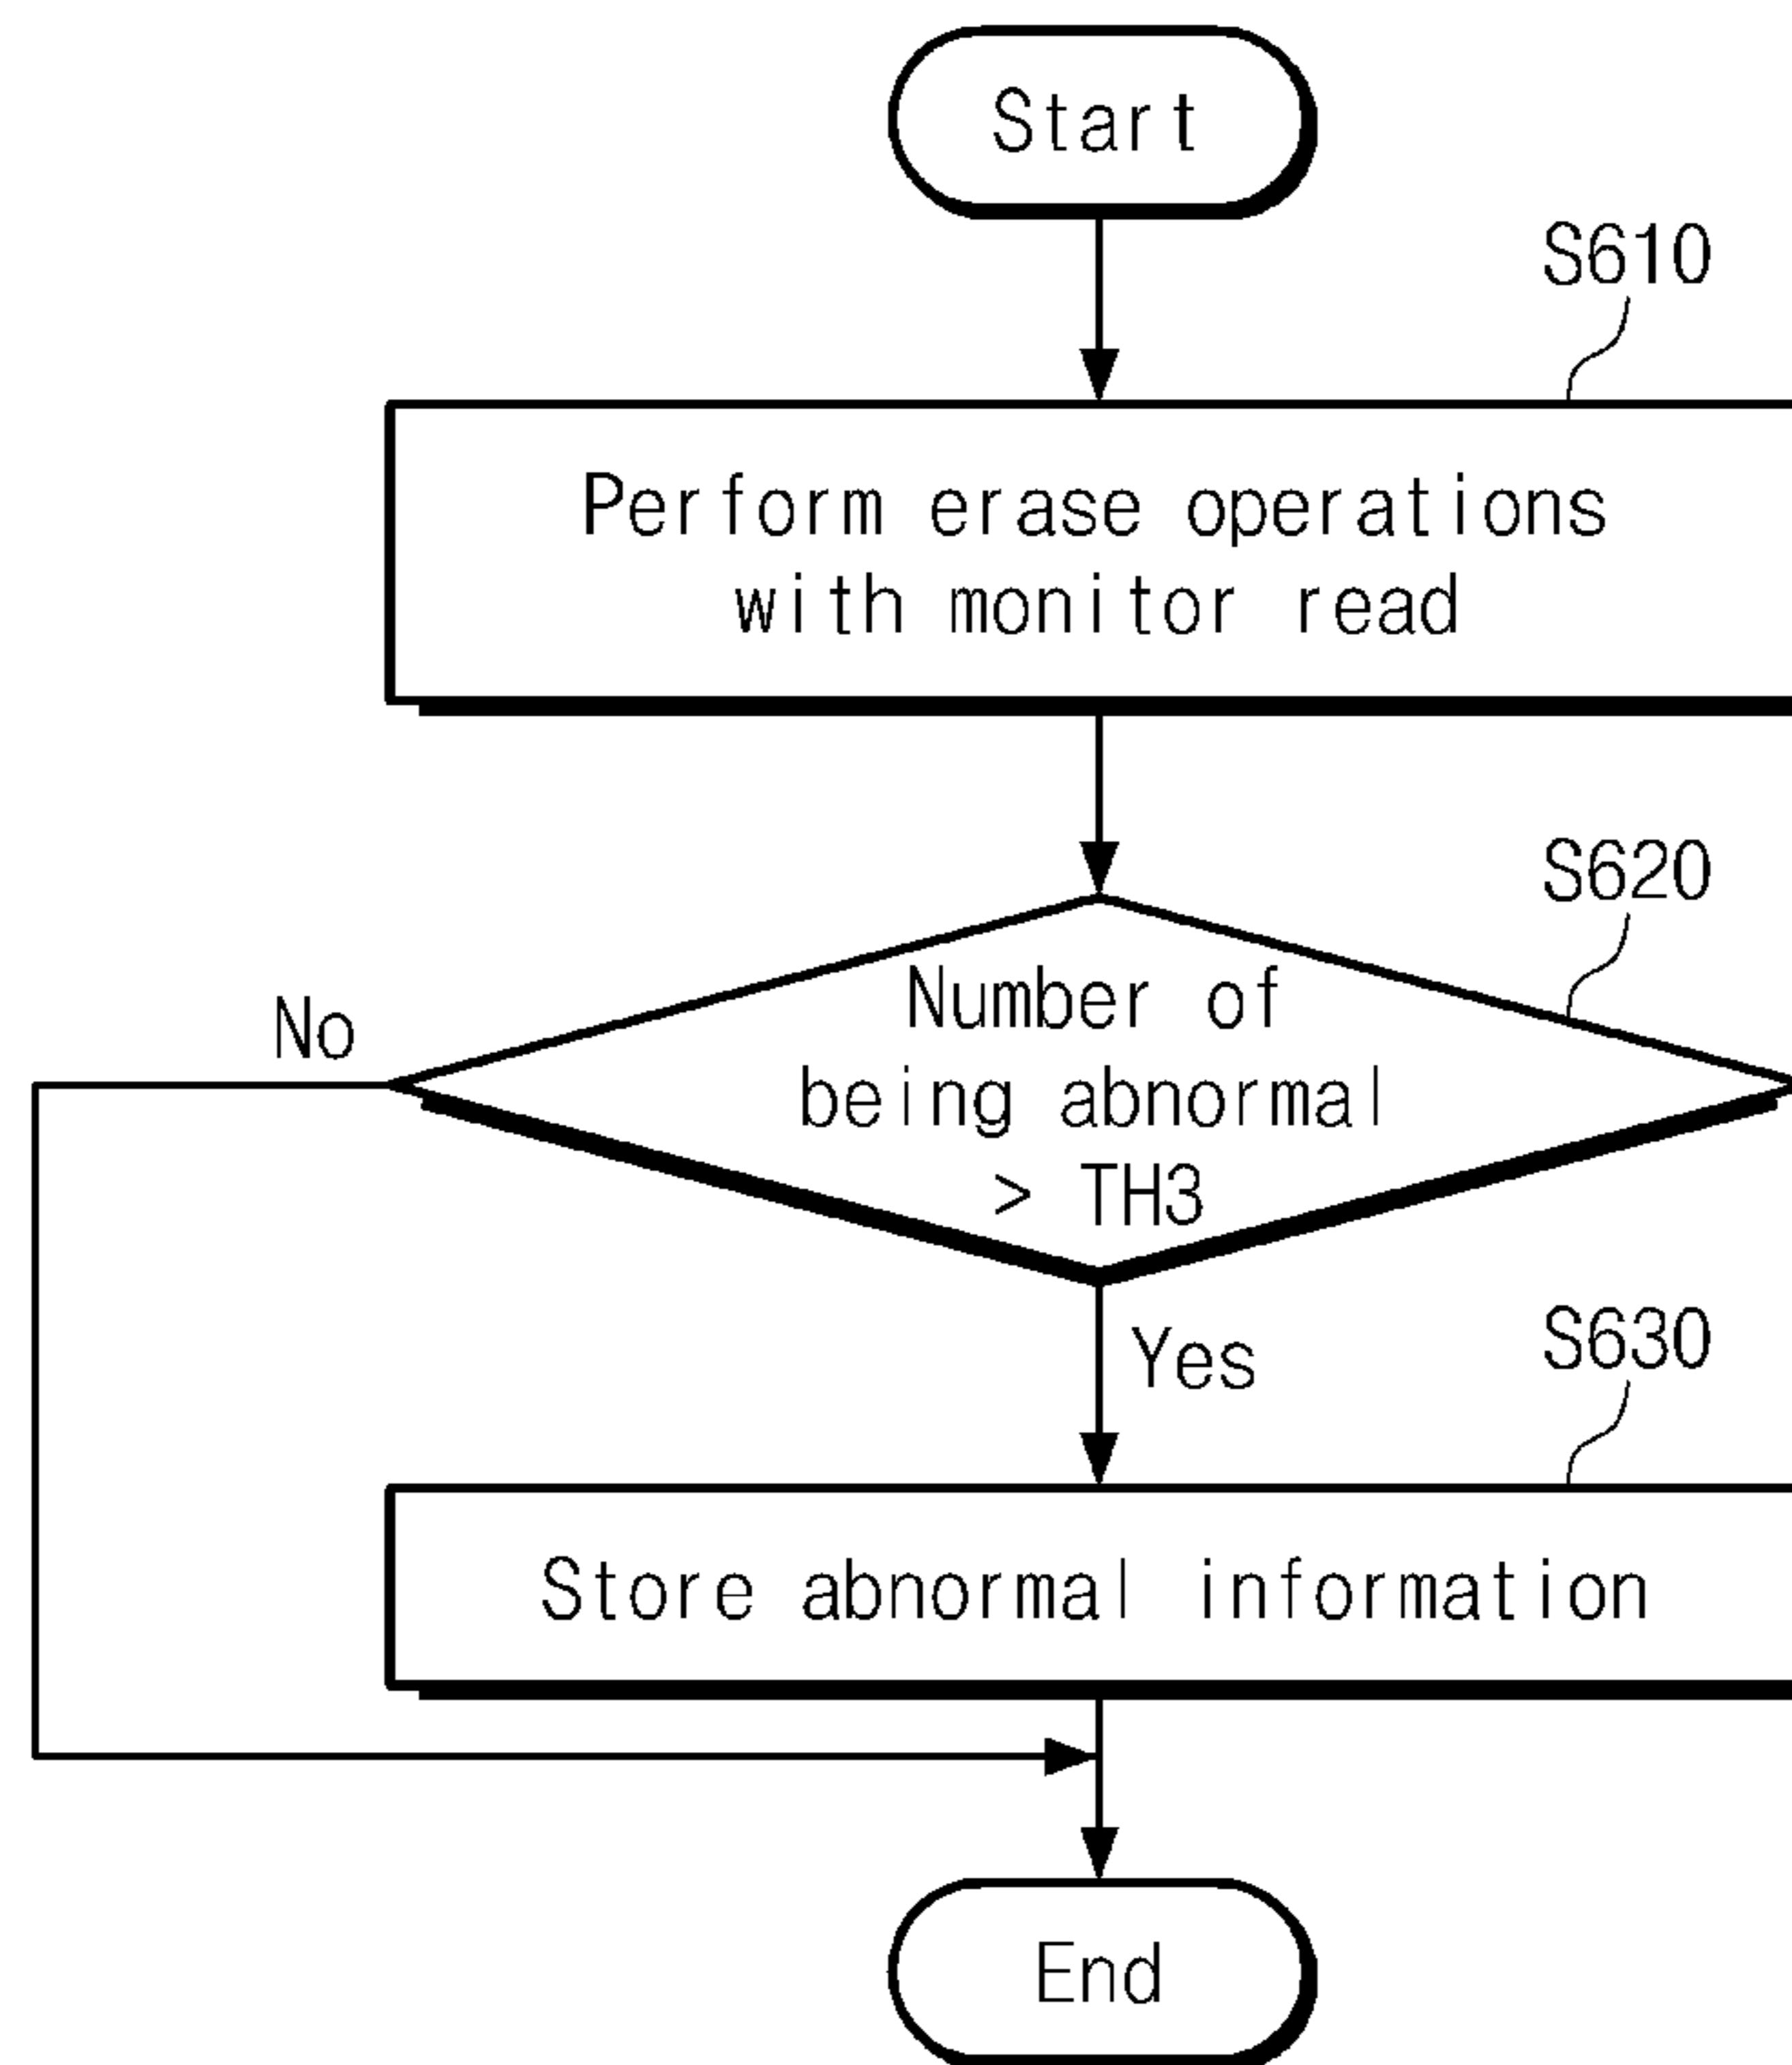 Start
S610
Perform erase operations
with monitor read
S620
Number of
being abnormal
> TH3
No
Yes
S630
Store abnormal information
End